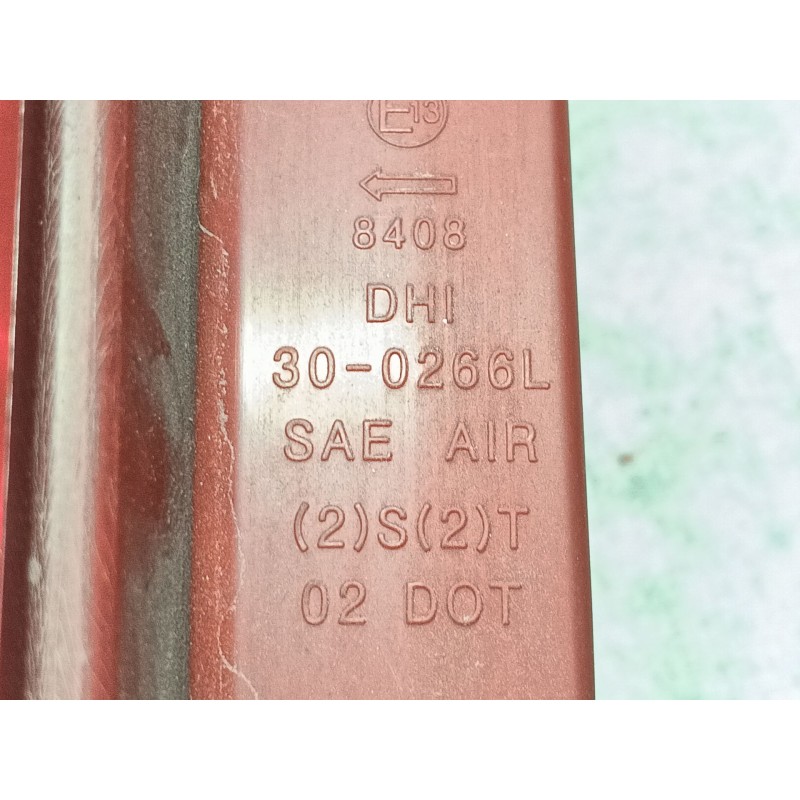 E13
8408
DHI
30-0266L
SAE AIR
(2)S(2)T
02 DOT